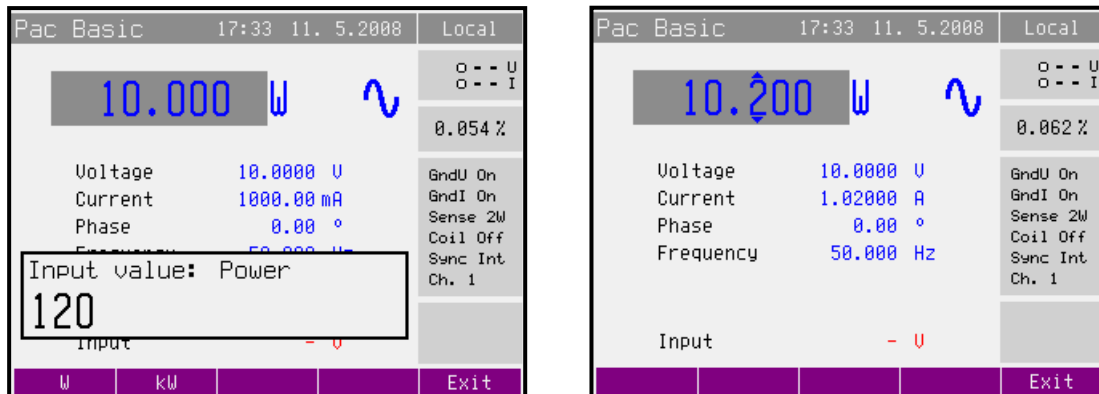 Pac Basic 17:33 11. 5.2008 Local
10.000 W
o-- U
o-- I
0.054 %
Voltage 10.0000 V
Current 1000.00 mA
Phase 0.00 °
Input value: Power
120
Input - V
GndU On
GndI On
Sense 2W
Coil Off
Sync Int
Ch. 1
W kW Exit
Pac Basic 17:33 11. 5.2008 Local
10.200 W
o-- U
o-- I
0.062 %
Voltage 10.0000 V
Current 1.02000 A
Phase 0.00 °
Frequency 50.000 Hz
Input - V
GndU On
GndI On
Sense 2W
Coil Off
Sync Int
Ch. 1
Exit